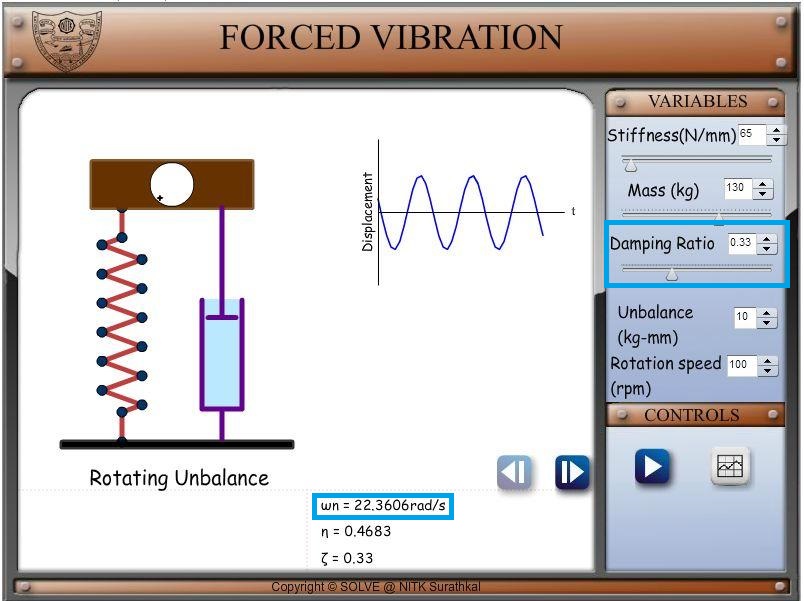 FORCED VIBRATION
VARIABLES
Stiffness(N/mm) 65
Mass (kg) 130
Damping Ratio 0.33
Unbalance 10
(kg-mm)
Rotation speed 100
(rpm)
CONTROLS
Displacement
t
Rotating Unbalance
ωn = 22.3606rad/s
η = 0.4683
ζ = 0.33
Copyright © SOLVE @ NITK Surathkal